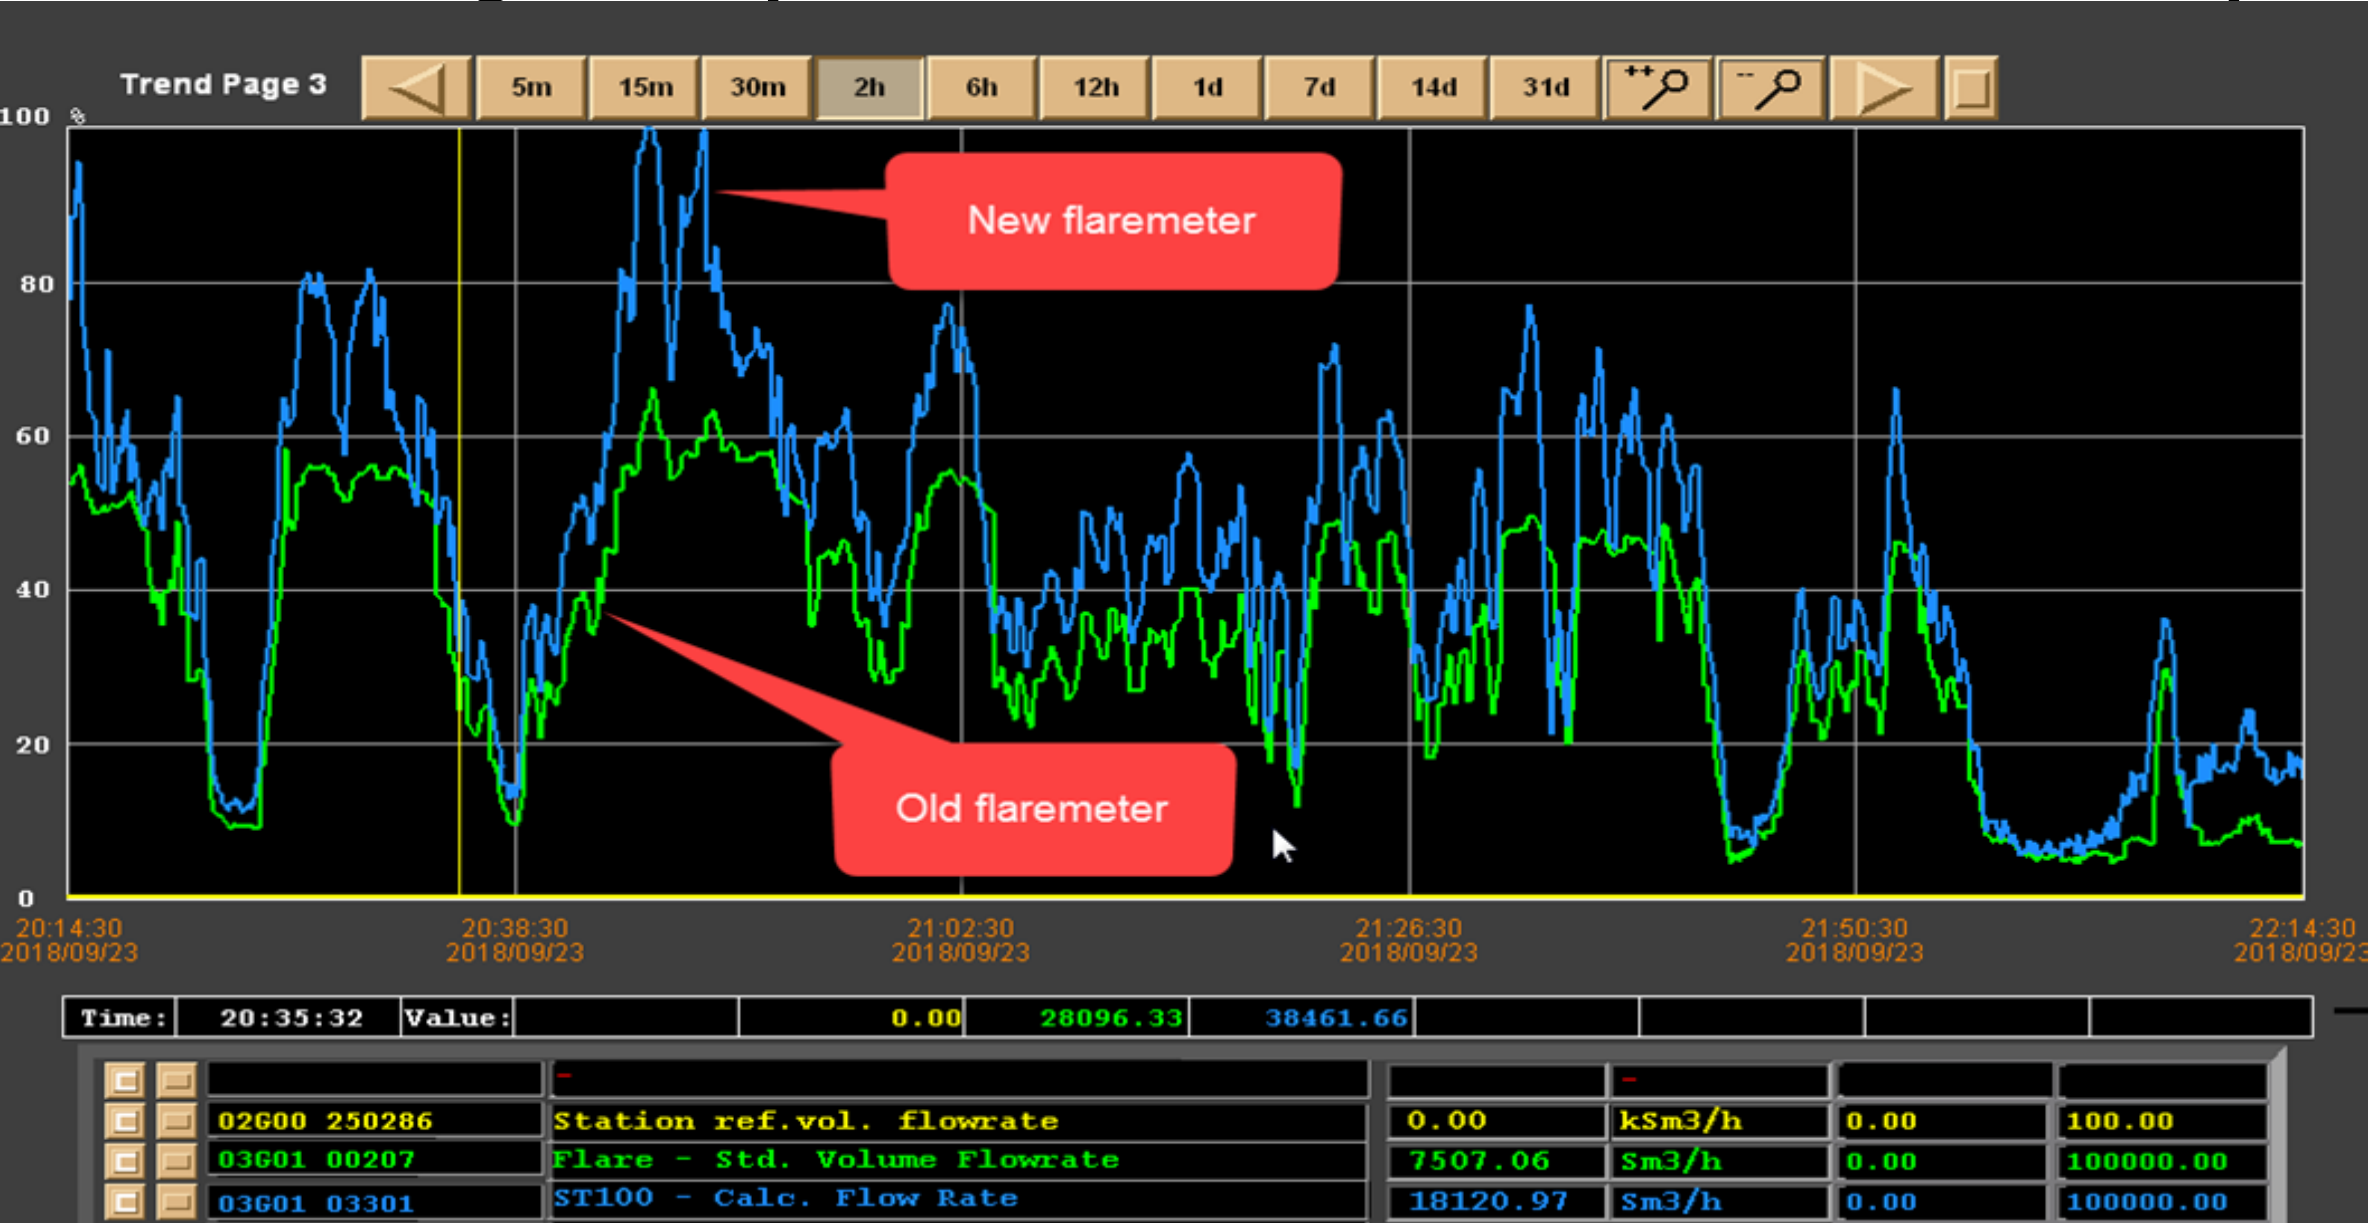 Trend Page 3 5m 15m 30m 2h 6h 12h 1d 7d 14d 31d ++ --
100 %
New flaremeter
80
60
40
20
Old flaremeter
0
20:14:30 20:38:30 21:02:30 21:26:30 21:50:30 22:14:30
2018/09/23 2018/09/23 2018/09/23 2018/09/23 2018/09/23 2018/09/23
Time: 20:35:32 Value: 0.00 28096.33 38461.66
- -
02G00 250286 Station ref.vol. flowrate 0.00 kSm3/h 0.00 100.00
03G01 00207 Flare - Std. Volume Flowrate 7507.06 Sm3/h 0.00 100000.00
03G01 03301 ST100 - Calc. Flow Rate 18120.97 Sm3/h 0.00 100000.00